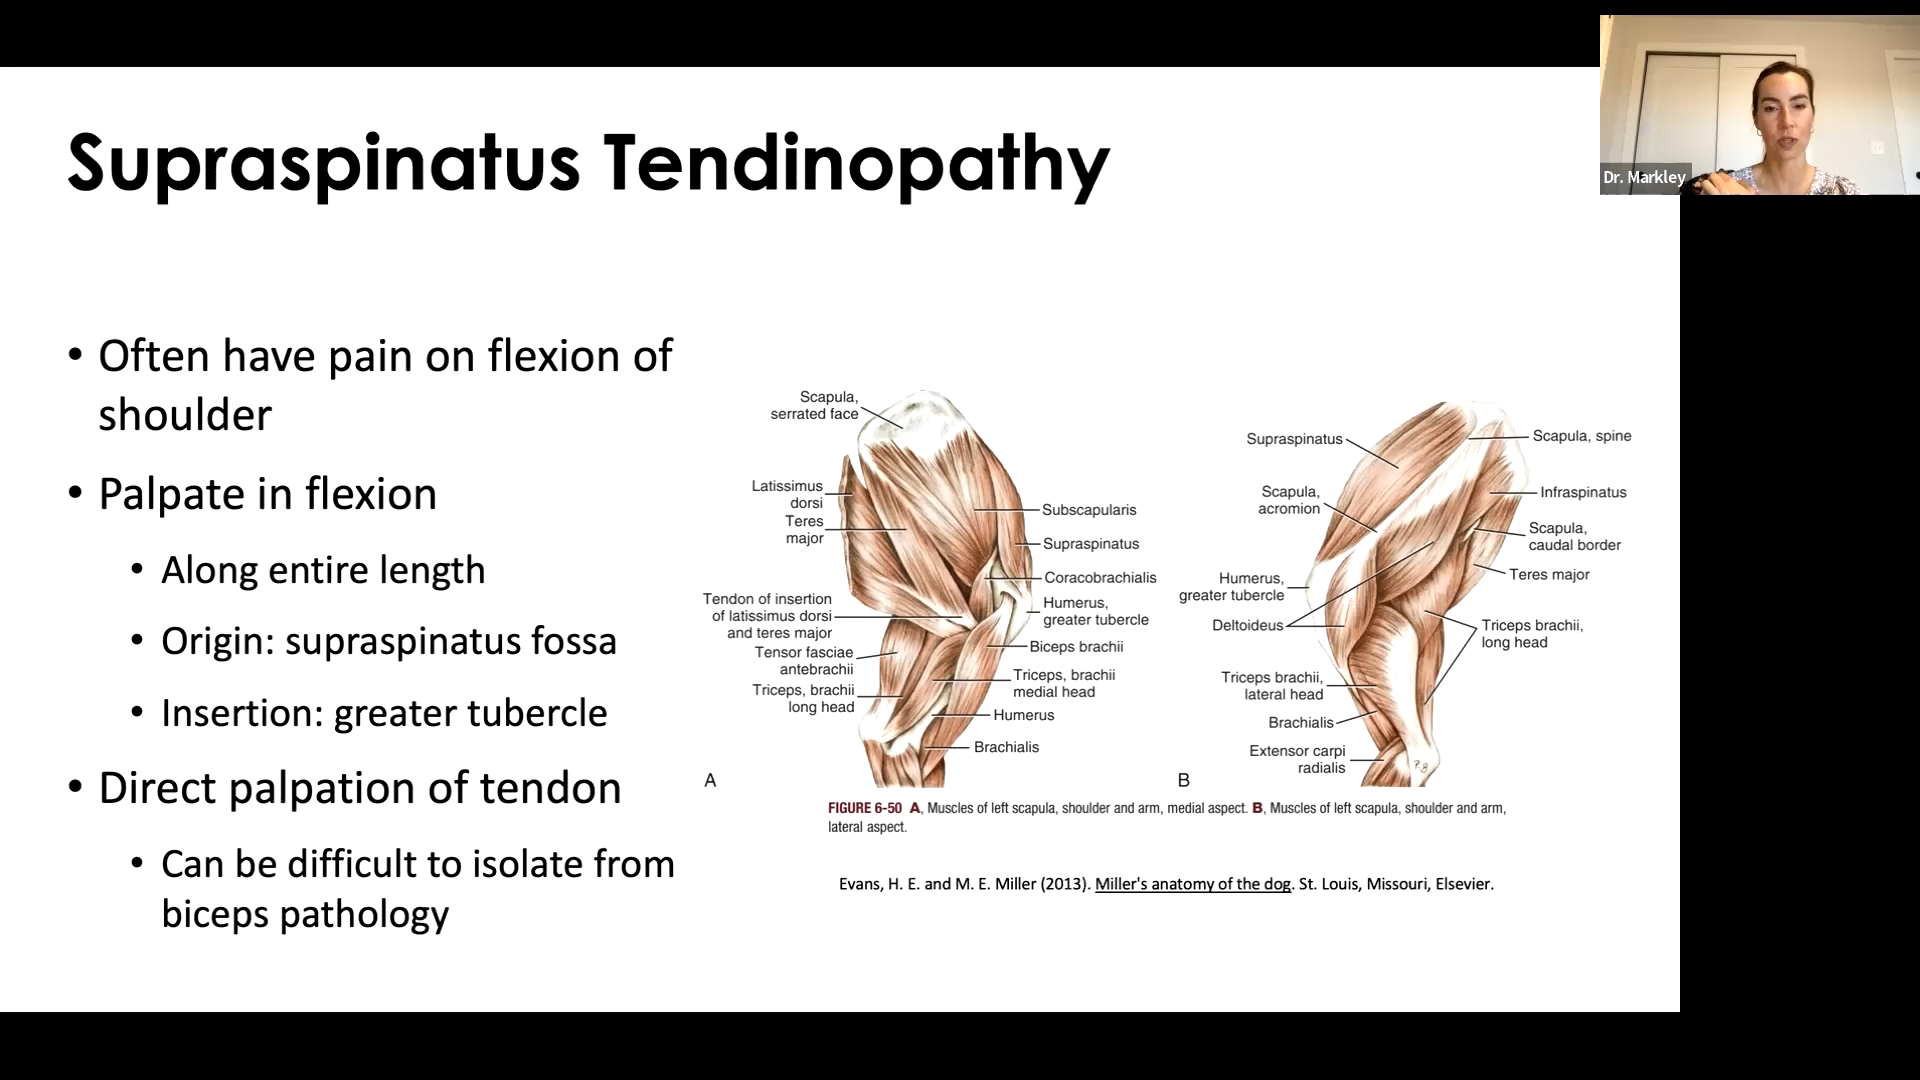 Supraspinatus Tendinopathy
Dr. Markley
• Often have pain on flexion of
shoulder
• Palpate in flexion
• Along entire length
• Origin: supraspinatus fossa
• Insertion: greater tubercle
• Direct palpation of tendon
• Can be difficult to isolate from
biceps pathology
Scapula,
serrated face
Latissimus
dorsi
Teres
major
Tendon of insertion
of latissimus dorsi
and teres major
Tensor fasciae
antebrachii
Triceps, brachii
long head
Subscapularis
Supraspinatus
Coracobrachialis
Humerus,
greater tubercle
Biceps brachii
Triceps, brachii
medial head
Humerus
Brachialis
A
Supraspinatus
Scapula,
acromion
Humerus,
greater tubercle
Deltoideus
Triceps brachii,
lateral head
Brachialis
Extensor carpi
radialis
Scapula, spine
Infraspinatus
Scapula,
caudal border
Teres major
Triceps brachii,
long head
B
FIGURE 6-50 A, Muscles of left scapula, shoulder and arm, medial aspect. B, Muscles of left scapula, shoulder and arm,
lateral aspect.
Evans, H. E. and M. E. Miller (2013). Miller's anatomy of the dog. St. Louis, Missouri, Elsevier.